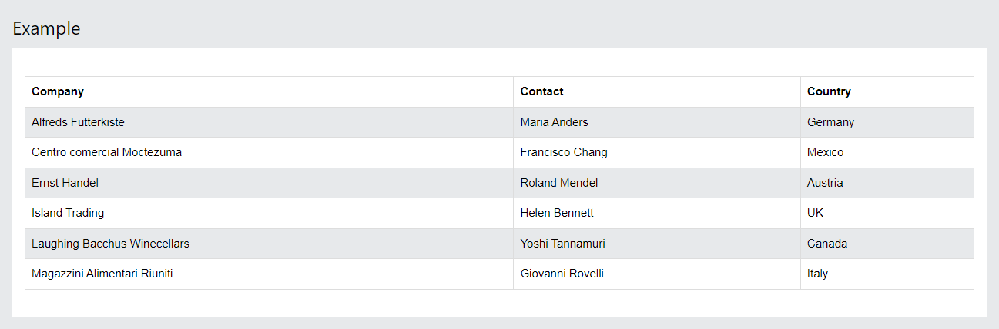 Example
Company Contact Country
Alfreds Futterkiste Maria Anders Germany
Centro comercial Moctezuma Francisco Chang Mexico
Ernst Handel Roland Mendel Austria
Island Trading Helen Bennett UK
Laughing Bacchus Winecellars Yoshi Tannamuri Canada
Magazzini Alimentari Riuniti Giovanni Rovelli Italy